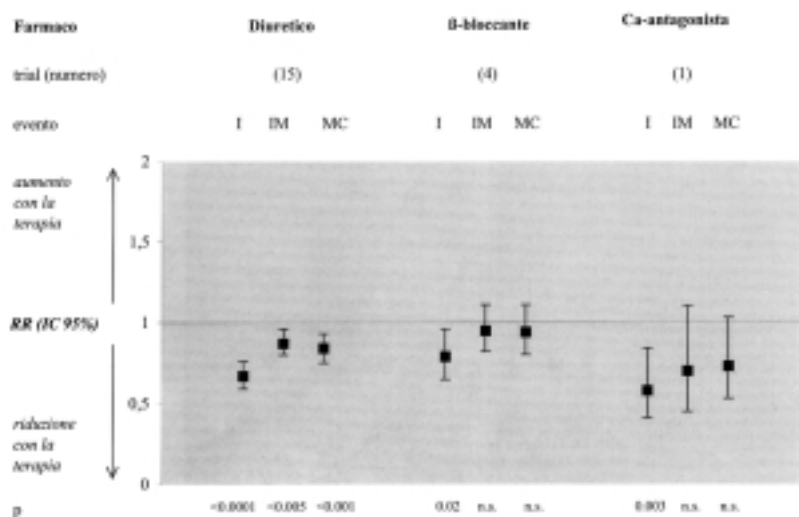 Farmaco Diuretico ß-bloccante Ca-antagonista
trial (numero) (15) (4) (1)
evento I IM MC I IM MC I IM MC
2
aumento
con la
terapia
1,5
RR (IC 95%) 1
0,5
riduzione
con la
terapia
0
p <0.0001 <0.005 <0.001 0.02 n.s. n.s. 0.003 n.s. n.s.